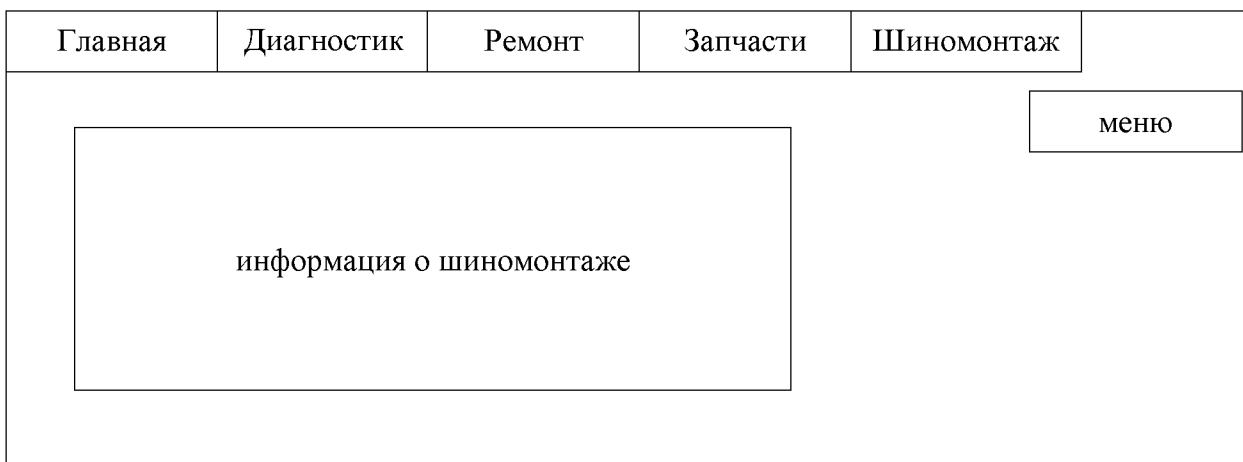 Главная Диагностик Ремонт Запчасти Шиномонтаж
меню
информация о шиномонтаже